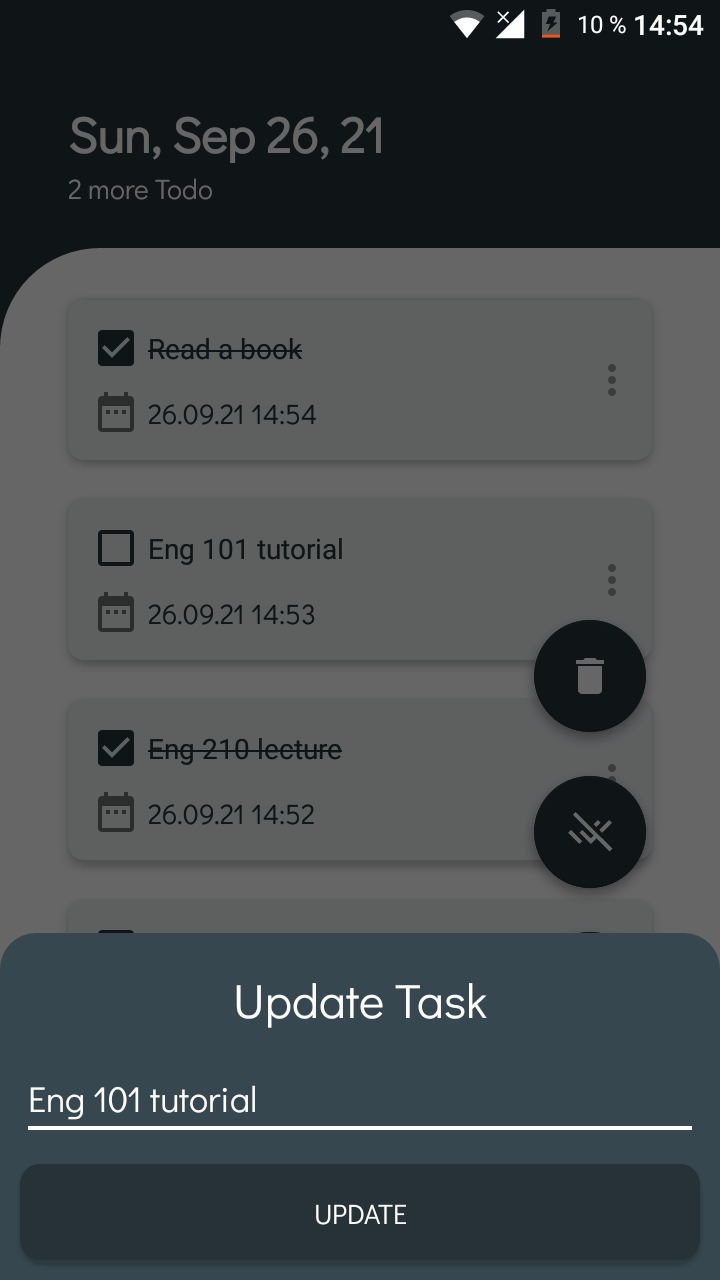 10 % 14:54
Sun, Sep 26, 21
2 more Todo
Read a book
26.09.21 14:54
Eng 101 tutorial
26.09.21 14:53
Eng 210 lecture
26.09.21 14:52
Update Task
Eng 101 tutorial
UPDATE